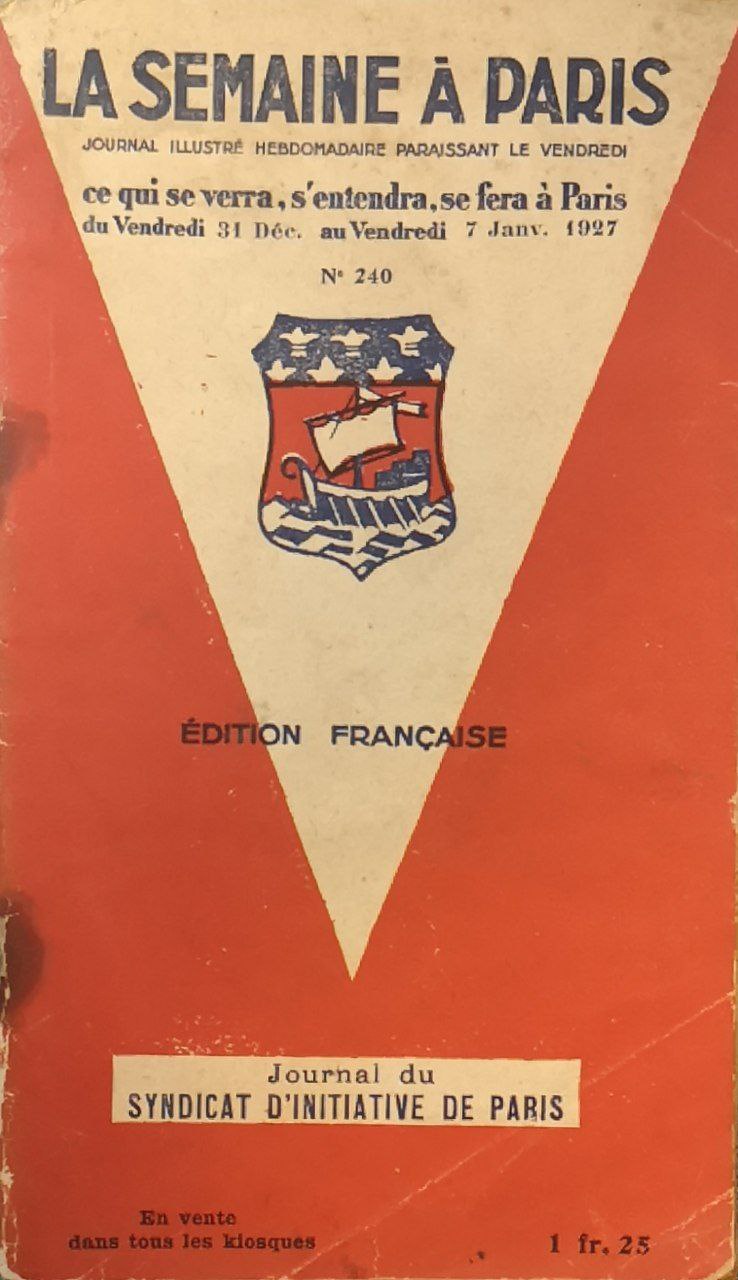 LA SEMAINE À PARIS
JOURNAL ILLUSTRÉ HEBDOMADAIRE PARAISSANT LE VENDREDI
ce qui se verra, s'entendra, se fera à Paris
du Vendredi 31 Déc. au Vendredi 7 Janv. 1927
N° 240
ÉDITION FRANÇAISE
Journal du
SYNDICAT D'INITIATIVE DE PARIS
En vente
dans tous les kiosques
1 fr. 25